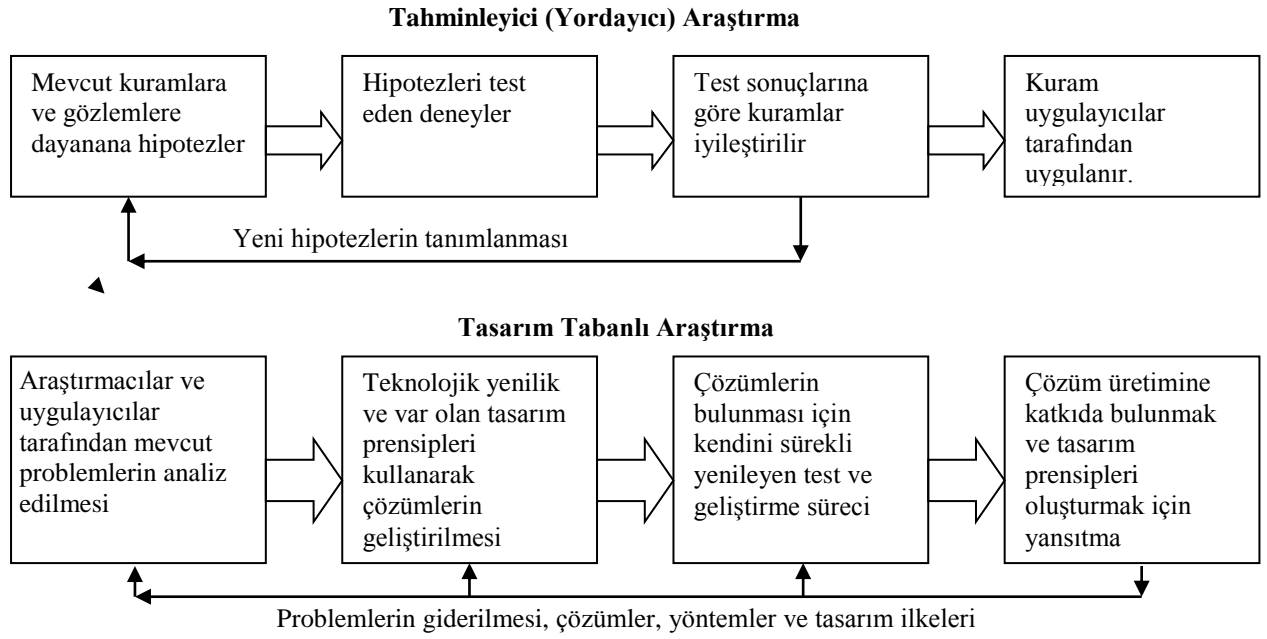 Tahminleyici (Yordayıcı) Araştırma
Mevcut kuramlara
ve gözlemlere
dayanana hipotezler
Hipotezleri test
eden deneyler
Test sonuçlarına
göre kuramlar
iyileştirilir
Kuram
uygulayıcılar
tarafından
uygulanır.
Yeni hipotezlerin tanımlanması
Tasarım Tabanlı Araştırma
Araştırmacılar ve
uygulayıcılar
tarafından mevcut
problemlerin analiz
edilmesi
Teknolojik yenilik
ve var olan tasarım
prensipleri
kullanarak
çözümlerin
geliştirilmesi
Çözümlerin
bulunması için
kendini sürekli
yenileyen test ve
geliştirme süreci
Çözüm üretimine
katkıda bulunmak
ve tasarım
prensipleri
oluşturmak için
yansıtma
Problemlerin giderilmesi, çözümler, yöntemler ve tasarım ilkeleri